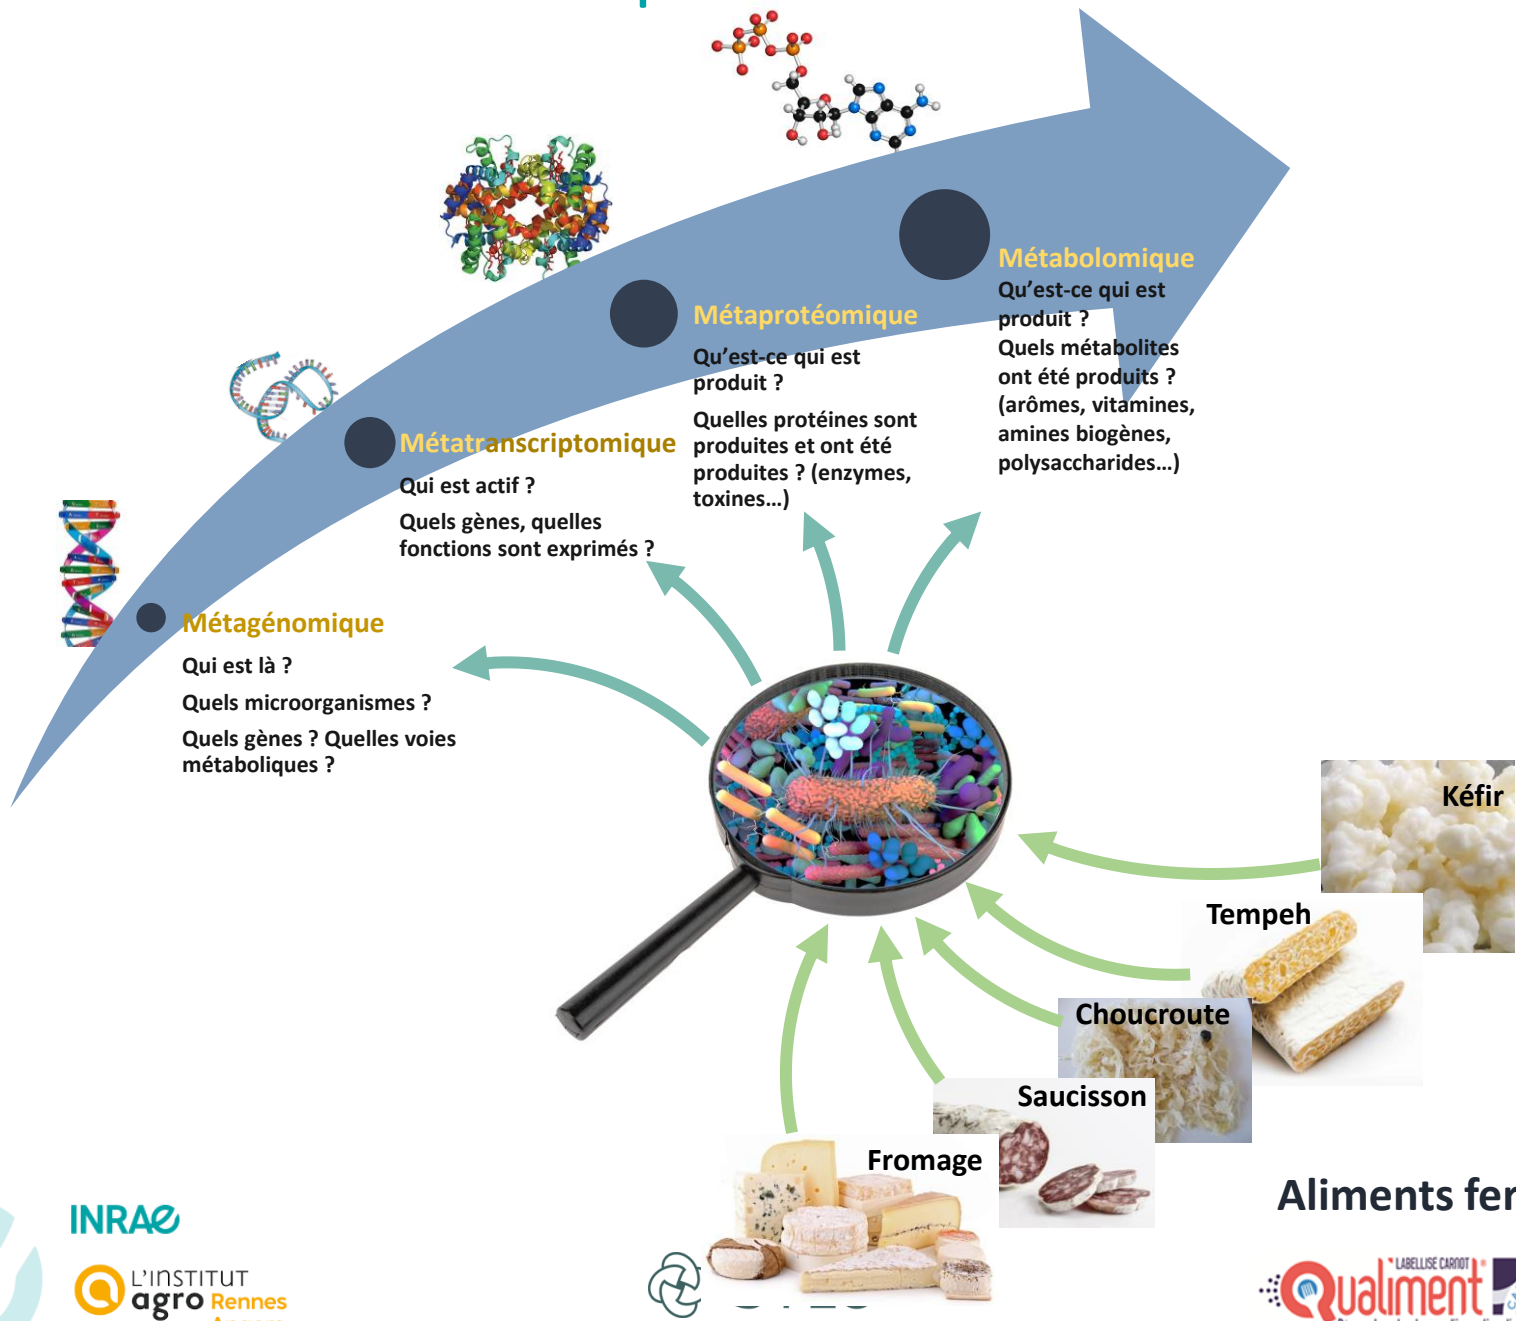 Métabolomique
Qu’est-ce qui est
produit ?
Quels métabolites
ont été produits ?
(arômes, vitamines,
amines biogènes,
polysaccharides…)
Métaprotéomique
Qu’est-ce qui est
produit ?
Quelles protéines sont
produites et ont été
produites ? (enzymes,
toxines…)
Métatranscriptomique
Qui est actif ?
Quels gènes, quelles
fonctions sont exprimés ?
Métagénomique
Qui est là ?
Quels microorganismes ?
Quels gènes ? Quelles voies
métaboliques ?
Kéfir
Tempeh
Choucroute
Saucisson
Fromage
Aliments fer
INRAE
L'INSTITUT
agro Rennes
LABELLISÉ CARNOT
Qualiment